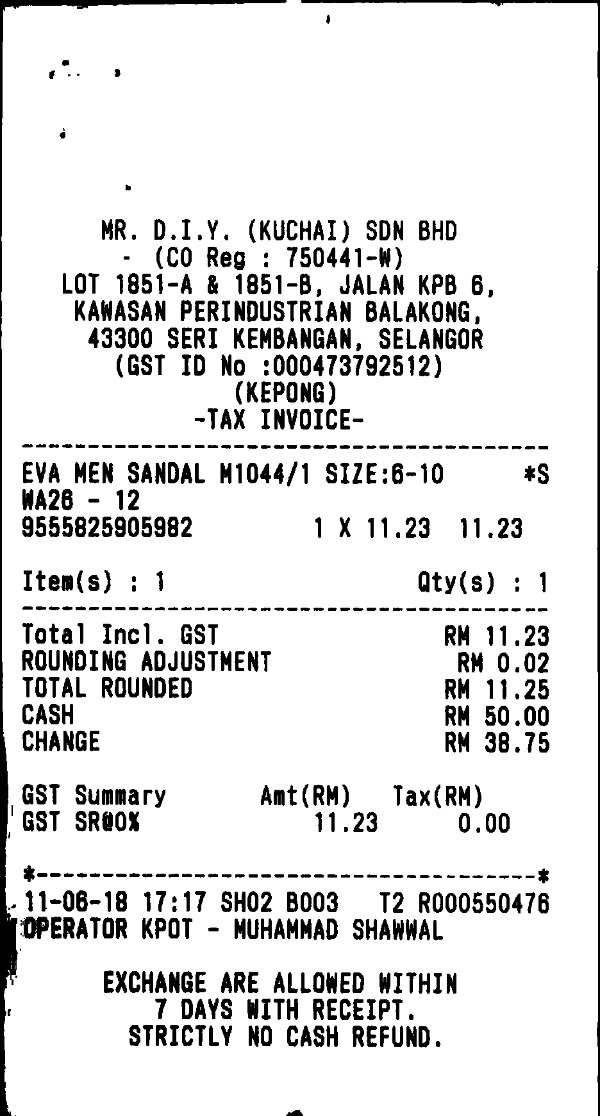 MR. D.I.Y. (KUCHAI) SDN BHD
- (CO Reg : 750441-W)
LOT 1851-A & 1851-B, JALAN KPB 6,
KAWASAN PERINDUSTRIAN BALAKONG,
43300 SERI KEMBANGAN, SELANGOR
(GST ID No :000473792512)
(KEPONG)
-TAX INVOICE-
EVA MEN SANDAL M1044/1 SIZE:6-10 *S
WA26 - 12
9555825905982 1 X 11.23 11.23
Item(s) : 1 Qty(s) : 1
Total Incl. GST RM 11.23
ROUNDING ADJUSTMENT RM 0.02
TOTAL ROUNDED RM 11.25
CASH RM 50.00
CHANGE RM 38.75
GST Summary Amt(RM) Tax(RM)
GST SR@0% 11.23 0.00
*--------------------------------------*
11-06-18 17:17 SH02 B003 T2 R000550476
OPERATOR KPOT - MUHAMMAD SHAWWAL
EXCHANGE ARE ALLOWED WITHIN
7 DAYS WITH RECEIPT.
STRICTLY NO CASH REFUND.